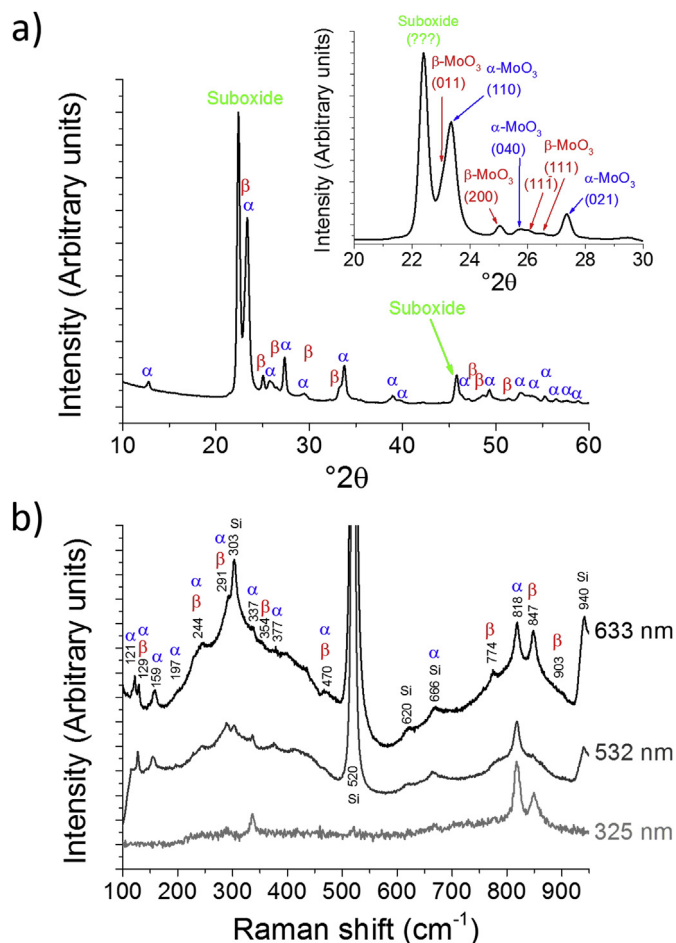 a)
Suboxide
β
α
α
β
α
β
α
β
α
β
α
Suboxide
α
α
α
β
β
α
β
α
α
α
α
α
α
Intensity (Arbitrary units)
10 20 30 40 50 60
°2θ
Suboxide
(???)
β-MoO₃
(011)
α-MoO₃
(110)
α-MoO₃
(040)
β-MoO₃
(111)
β-MoO₃
(200)
(111̄)
α-MoO₃
(021)
Intensity (Arbitrary units)
20 22 24 26 28 30
°2θ
b)
α
121
α
β
129
α
159
α
197
α
β
244
α
β
291
Si
303
α
337
β
354
α
377
α
β
470
520
Si
Si
620
α
666
β
774
α
818
β
847
β
903
Si
940
633 nm
532 nm
325 nm
Intensity (Arbitrary units)
100 200 300 400 500 600 700 800 900
Raman shift (cm⁻¹)